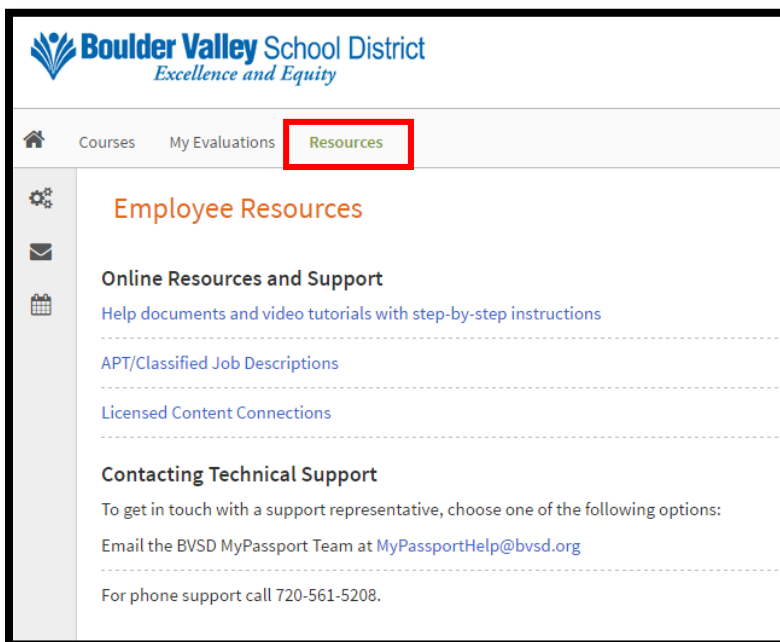 Boulder Valley School District
Excellence and Equity
Courses My Evaluations Resources
Employee Resources
Online Resources and Support
Help documents and video tutorials with step-by-step instructions
APT/Classified Job Descriptions
Licensed Content Connections
Contacting Technical Support
To get in touch with a support representative, choose one of the following options:
Email the BVSD MyPassport Team at MyPassportHelp@bvsd.org
For phone support call 720-561-5208.